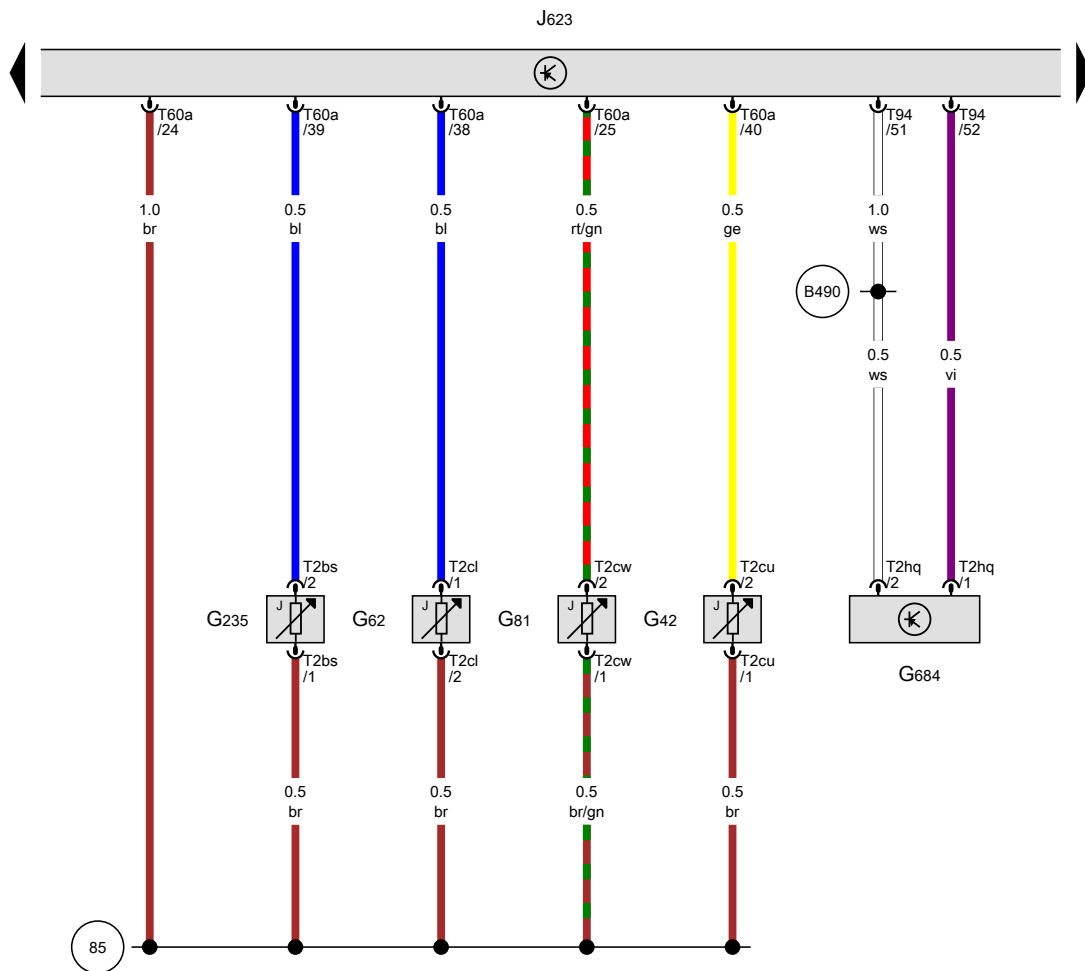 J623
T60a
/24
T60a
/39
T60a
/38
T60a
/25
T60a
/40
T94
/51
T94
/52
1.0
br
0.5
bl
0.5
bl
0.5
rt/gn
0.5
ge
1.0
ws
B490
0.5
ws
0.5
vi
T2bs
/2
T2cl
/1
T2cw
/2
T2cu
/2
T2hq
/2
T2hq
/1
G235
J
G62
J
G81
J
G42
J
T2bs
/1
T2cl
/2
T2cw
/1
T2cu
/1
G684
0.5
br
0.5
br
0.5
br/gn
0.5
br
85